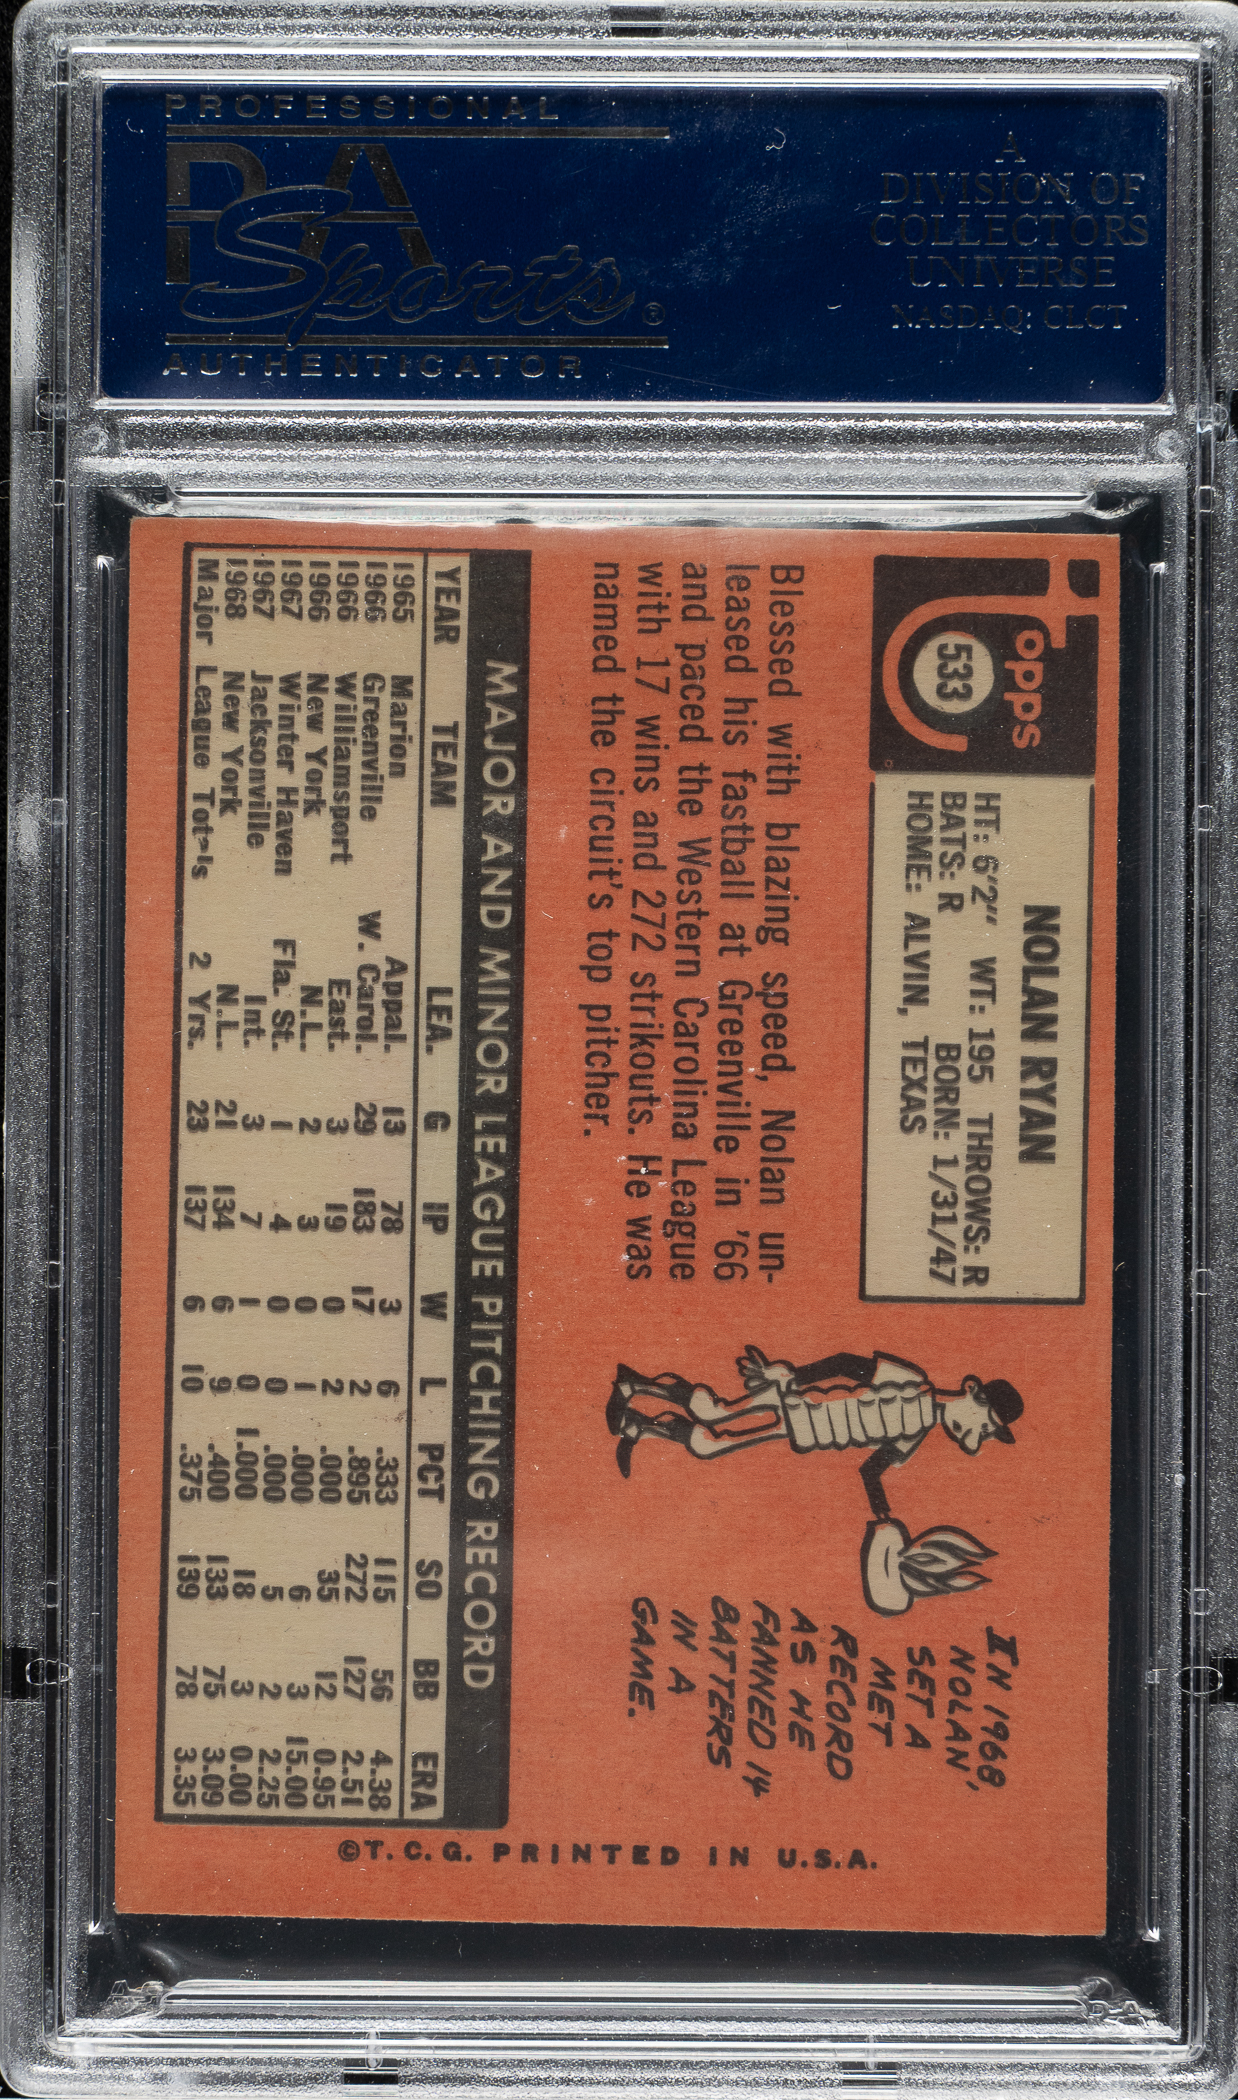 PROFESSIONAL
PSA
Sports®
AUTHENTICATOR
A
DIVISION OF
COLLECTORS
UNIVERSE
NASDAQ: CLCT
Topps
533
NOLAN RYAN
HT: 6'2" WT: 195 THROWS: R
BATS: R BORN: 1/31/47
HOME: ALVIN, TEXAS
Blessed with blazing speed, Nolan un-
leased his fastball at Greenville in '66
and paced the Western Carolina League
with 17 wins and 272 strikouts. He was
named the circuit's top pitcher.
IN 1968
NOLAN,
SET A
MET
RECORD
AS HE
FANNED 14
BATTERS
IN A
GAME.
MAJOR AND MINOR LEAGUE PITCHING RECORD
YEAR TEAM LEA. G IP W L PCT SO BB ERA
1965 Marion Appal. 13 78 3 6 .333 115 56 4.38
1966 Greenville W. Carol. 29 183 17 2 .895 272 127 2.51
1966 Williamsport East. 3 19 0 2 .000 35 12 0.95
1966 New York N.L. 2 3 0 1 .000 6 3 15.00
1967 Winter Haven Fla. St. 1 4 0 0 .000 5 2 2.25
1967 Jacksonville Int. 3 7 1 0 1.000 18 3 0.00
1968 New York N.L. 21 134 6 9 .400 133 75 3.09
Major League Totals 2 Yrs. 23 137 6 10 .375 139 78 3.35
©T.C.G. PRINTED IN U.S.A.